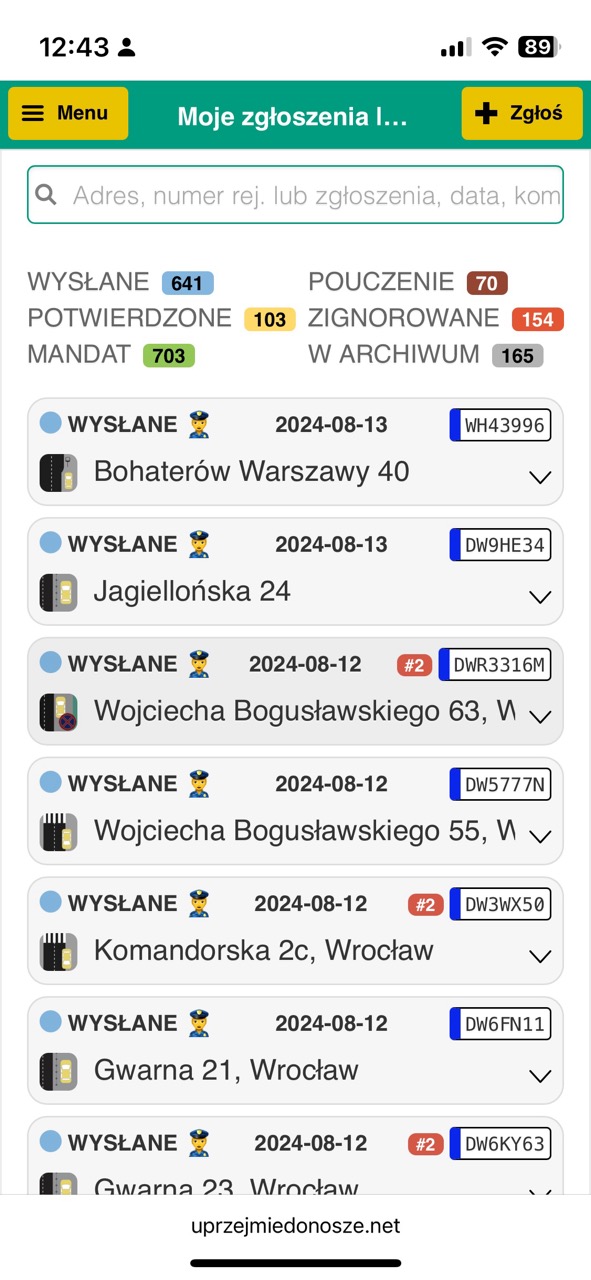 12:43 89
Menu Moje zgłoszenia l... Zgłoś
Adres, numer rej. lub zgłoszenia, data, kom
WYSŁANE 641 POUCZENIE 70
POTWIERDZONE 103 ZIGNOROWANE 154
MANDAT 703 W ARCHIWUM 165
WYSŁANE 2024-08-13 WH43996
Bohaterów Warszawy 40
WYSŁANE 2024-08-13 DW9HE34
Jagiellońska 24
WYSŁANE 2024-08-12 #2 DWR3316M
Wojciecha Bogusławskiego 63, W
WYSŁANE 2024-08-12 DW5777N
Wojciecha Bogusławskiego 55, W
WYSŁANE 2024-08-12 #2 DW3WX50
Komandorska 2c, Wrocław
WYSŁANE 2024-08-12 DW6FN11
Gwarna 21, Wrocław
WYSŁANE 2024-08-12 #2 DW6KY63
Gwarna 23, Wrocław
uprzejmiedonosze.net